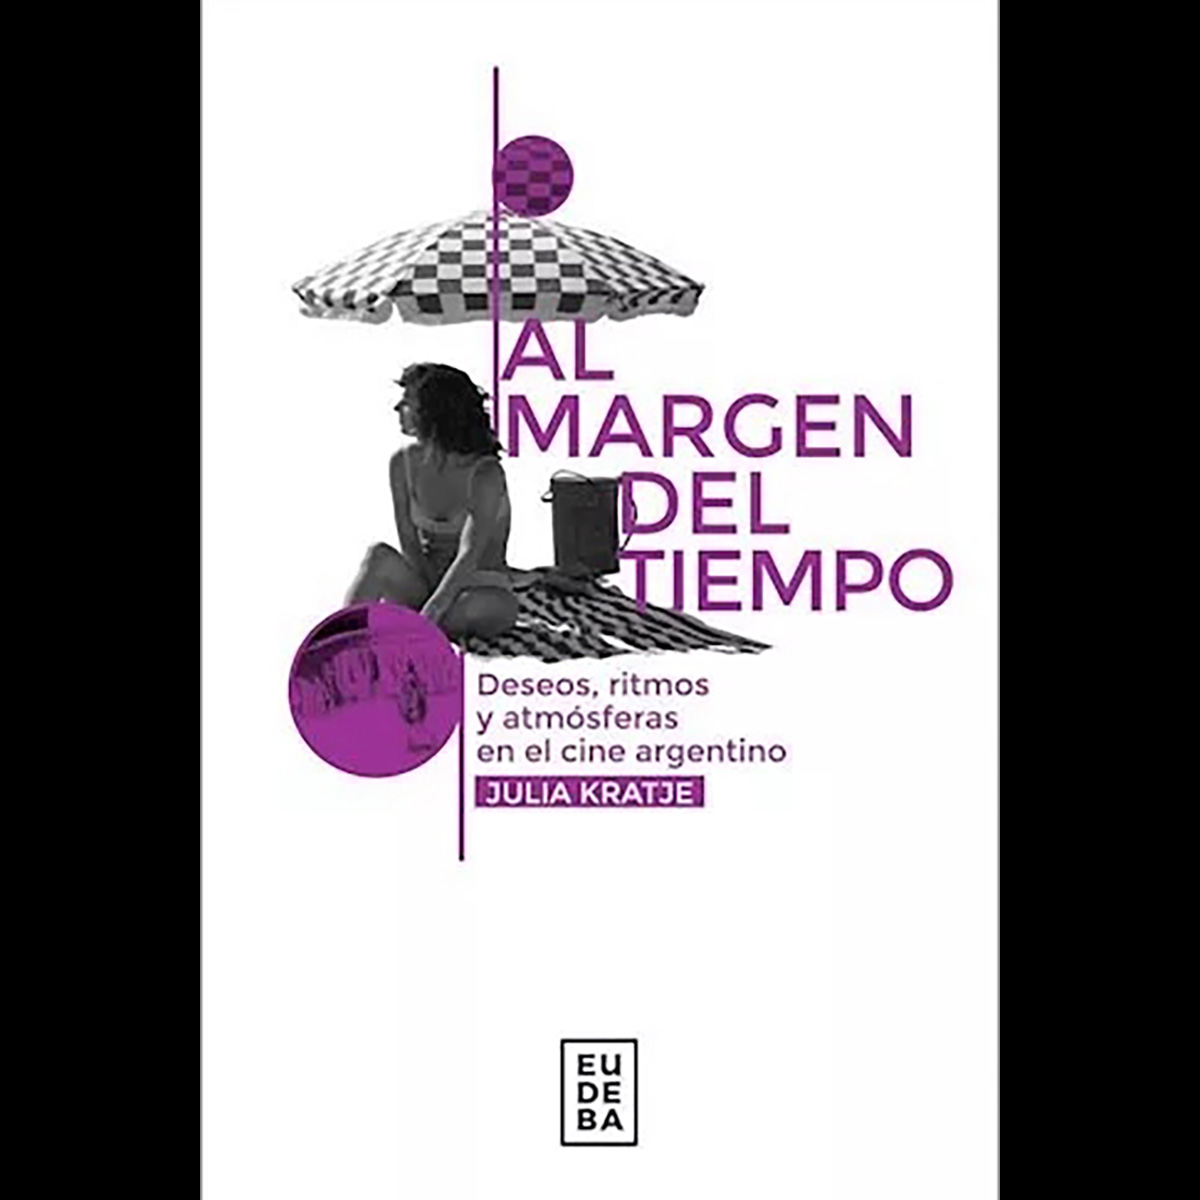 AL
MARGEN
DEL
TIEMPO
Deseos, ritmos
y atmósferas
en el cine argentino
JULIA KRATJE
EU
DE
BA